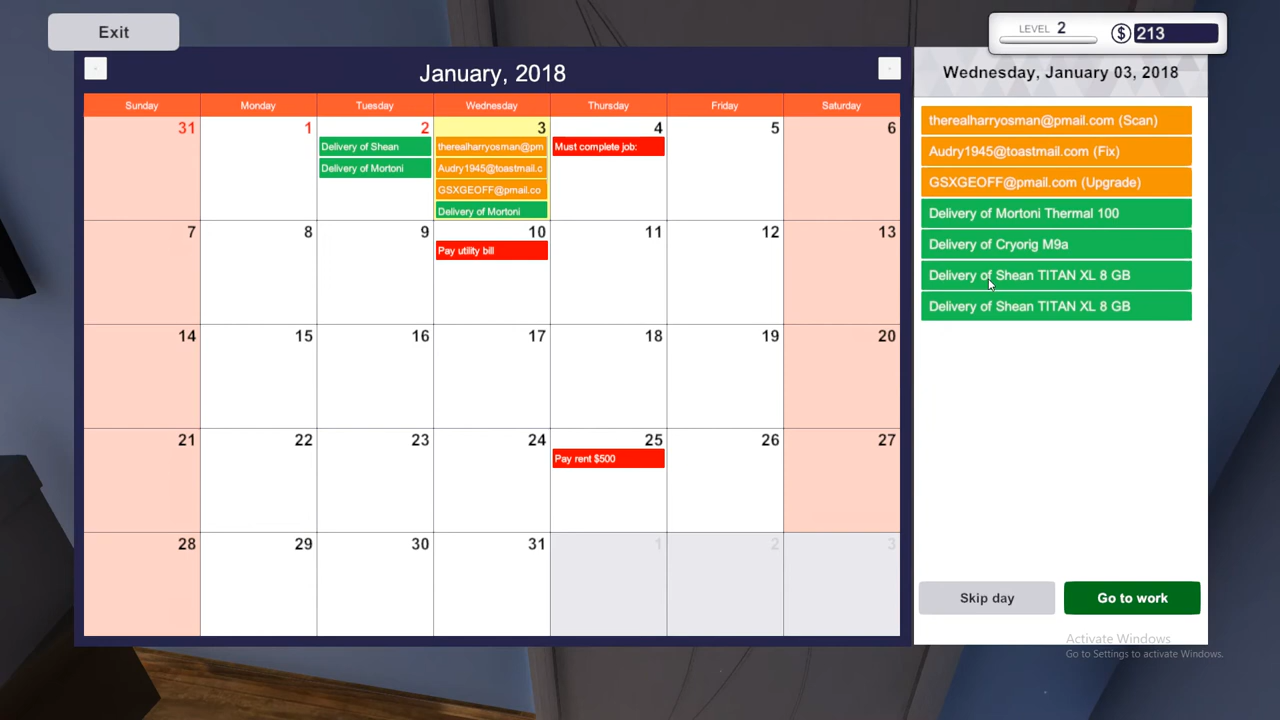 Exit
LEVEL 2
$ 213
January, 2018
Wednesday, January 03, 2018
Sunday Monday Tuesday Wednesday Thursday Friday Saturday
31 1 2 3 4 5 6
Delivery of Shean
Delivery of Mortoni
therealharryosman@pm
Audry1945@toastmail.c
GSXGEOFF@pmail.co
Delivery of Mortoni
Must complete job:
7 8 9 10 11 12 13
Pay utility bill
14 15 16 17 18 19 20
21 22 23 24 25 26 27
Pay rent $500
28 29 30 31 1 2 3
therealharryosman@pmail.com (Scan)
Audry1945@toastmail.com (Fix)
GSXGEOFF@pmail.com (Upgrade)
Delivery of Mortoni Thermal 100
Delivery of Cryorig M9a
Delivery of Shean TITAN XL 8 GB
Delivery of Shean TITAN XL 8 GB
Skip day
Go to work
Activate Windows
Go to Settings to activate Windows.